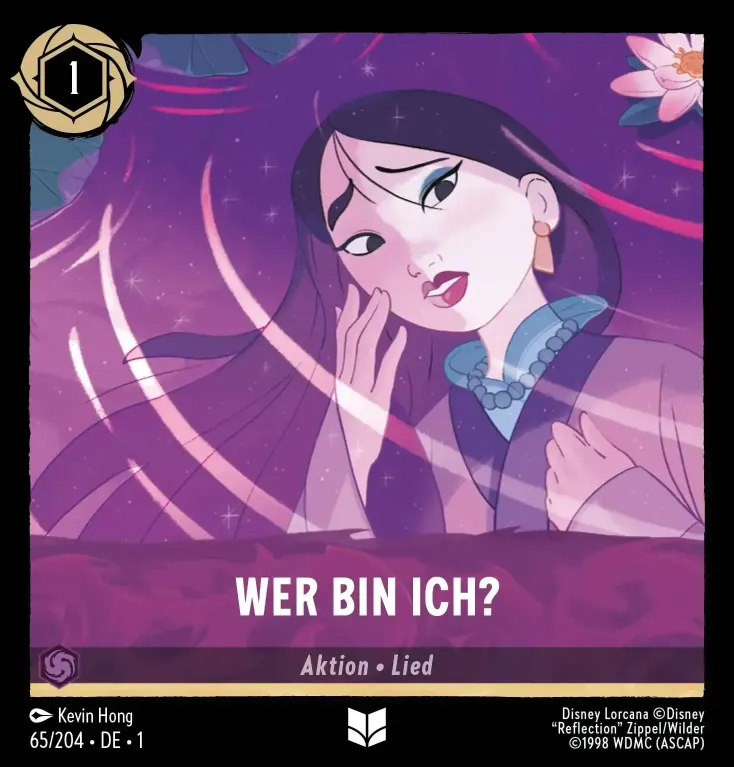 1
WER BIN ICH?
Aktion • Lied
Kevin Hong
65/204 • DE • 1
Disney Lorcana ©Disney
“Reflection” Zippel/Wilder
©1998 WDMC (ASCAP)